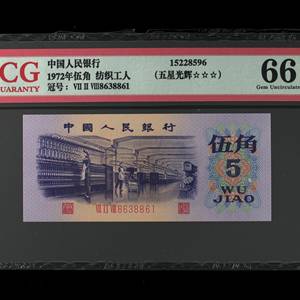 CG
GUARANTY
中国人民银行
1972年伍角 纺织工人
冠号：VII II VIII8638861
15228596
(五星光辉☆☆☆)
66
Gem Uncirculated
中国人民银行
伍角
5
WU
JIAO
VII II VIII8638861